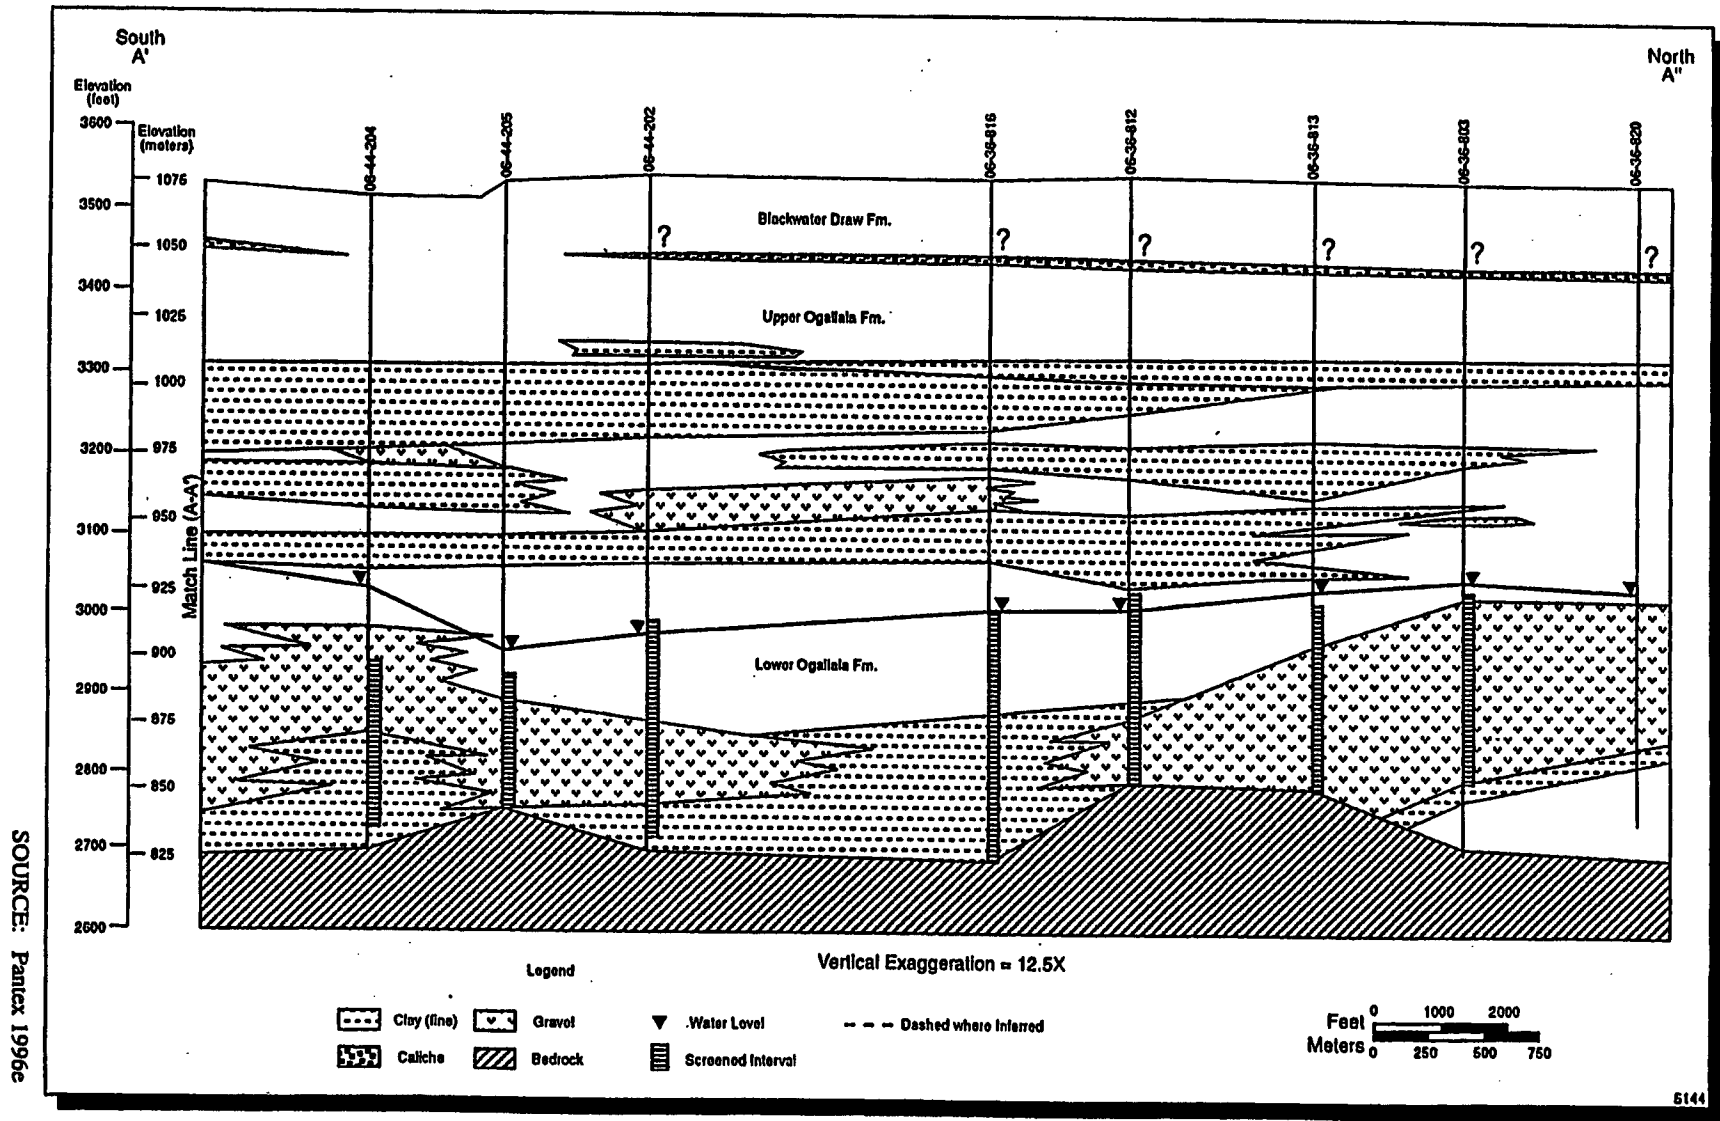 South
A'
North
A"
Elevation
(feet)
Elevation
(meters)
3600
3500
3400
3300
3200
3100
3000
2900
2800
2700
2600
1075
1050
1025
1000
975
950
925
900
875
850
825
Match Line (A-A')
06-44-204
06-44-205
06-44-202
06-36-816
06-36-812
06-36-813
06-36-803
06-36-820
Blackwater Draw Fm.
? ? ? ? ? ?
Upper Ogallala Fm.
Lower Ogallala Fm.
Vertical Exaggeration = 12.5X
Legend
Clay (fine)
Gravel
Water Level
Dashed where inferred
Caliche
Bedrock
Screened Interval
Feet 0 1000 2000
Meters 0 250 500 750
5144
SOURCE: Pantex 1996e